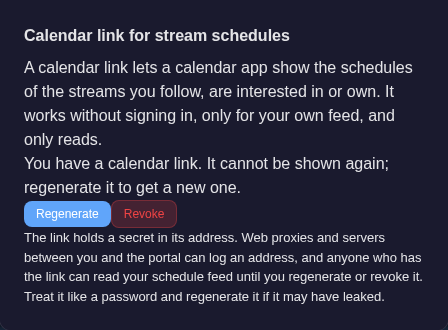 Calendar link for stream schedules
A calendar link lets a calendar app show the schedules
of the streams you follow, are interested in or own. It
works without signing in, only for your own feed, and
only reads.
You have a calendar link. It cannot be shown again;
regenerate it to get a new one.
Regenerate Revoke
The link holds a secret in its address. Web proxies and servers
between you and the portal can log an address, and anyone who has
the link can read your schedule feed until you regenerate or revoke it.
Treat it like a password and regenerate it if it may have leaked.